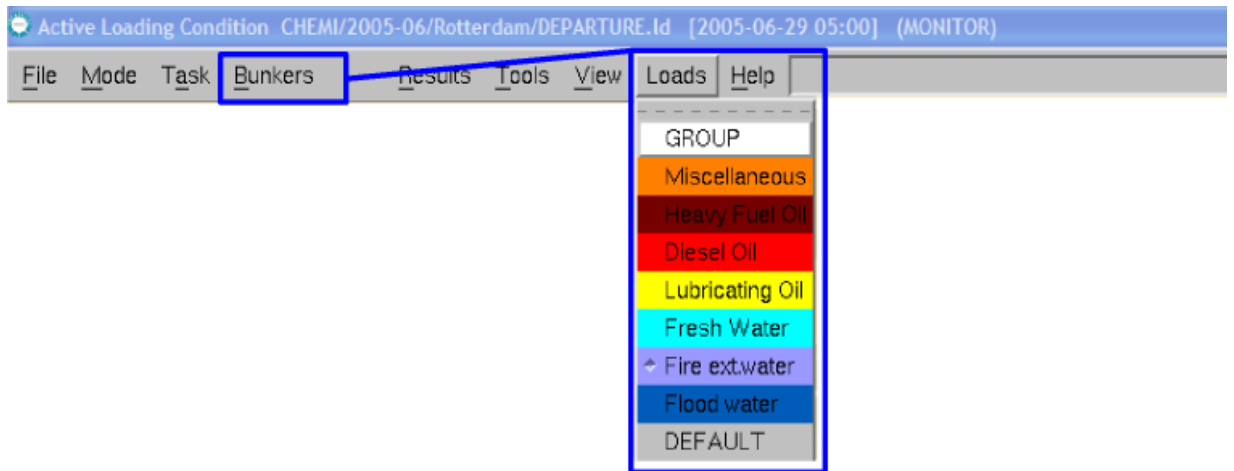 Active Loading Condition CHEMI/2005-06/Rotterdam/DEPARTURE.ld [2005-06-29 05:00] (MONITOR)
File Mode Task Bunkers Results Tools View Loads Help
GROUP
Miscellaneous
Heavy Fuel Oil
Diesel Oil
Lubricating Oil
Fresh Water
Fire ext.water
Flood water
DEFAULT